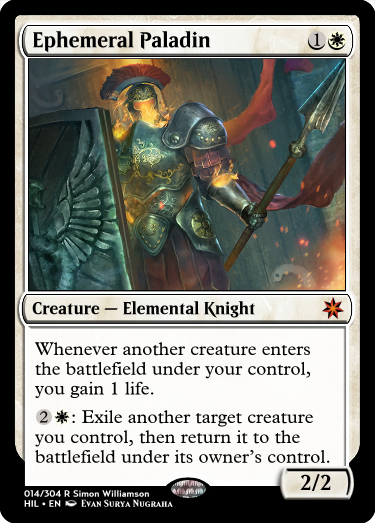 Ephemeral Paladin 1
Creature — Elemental Knight
Whenever another creature enters
the battlefield under your control,
you gain 1 life.
2 : Exile another target creature
you control, then return it to the
battlefield under its owner's control.
2/2
014/304 R Simon Williamson
HIL • EN Evan Surya Nugraha